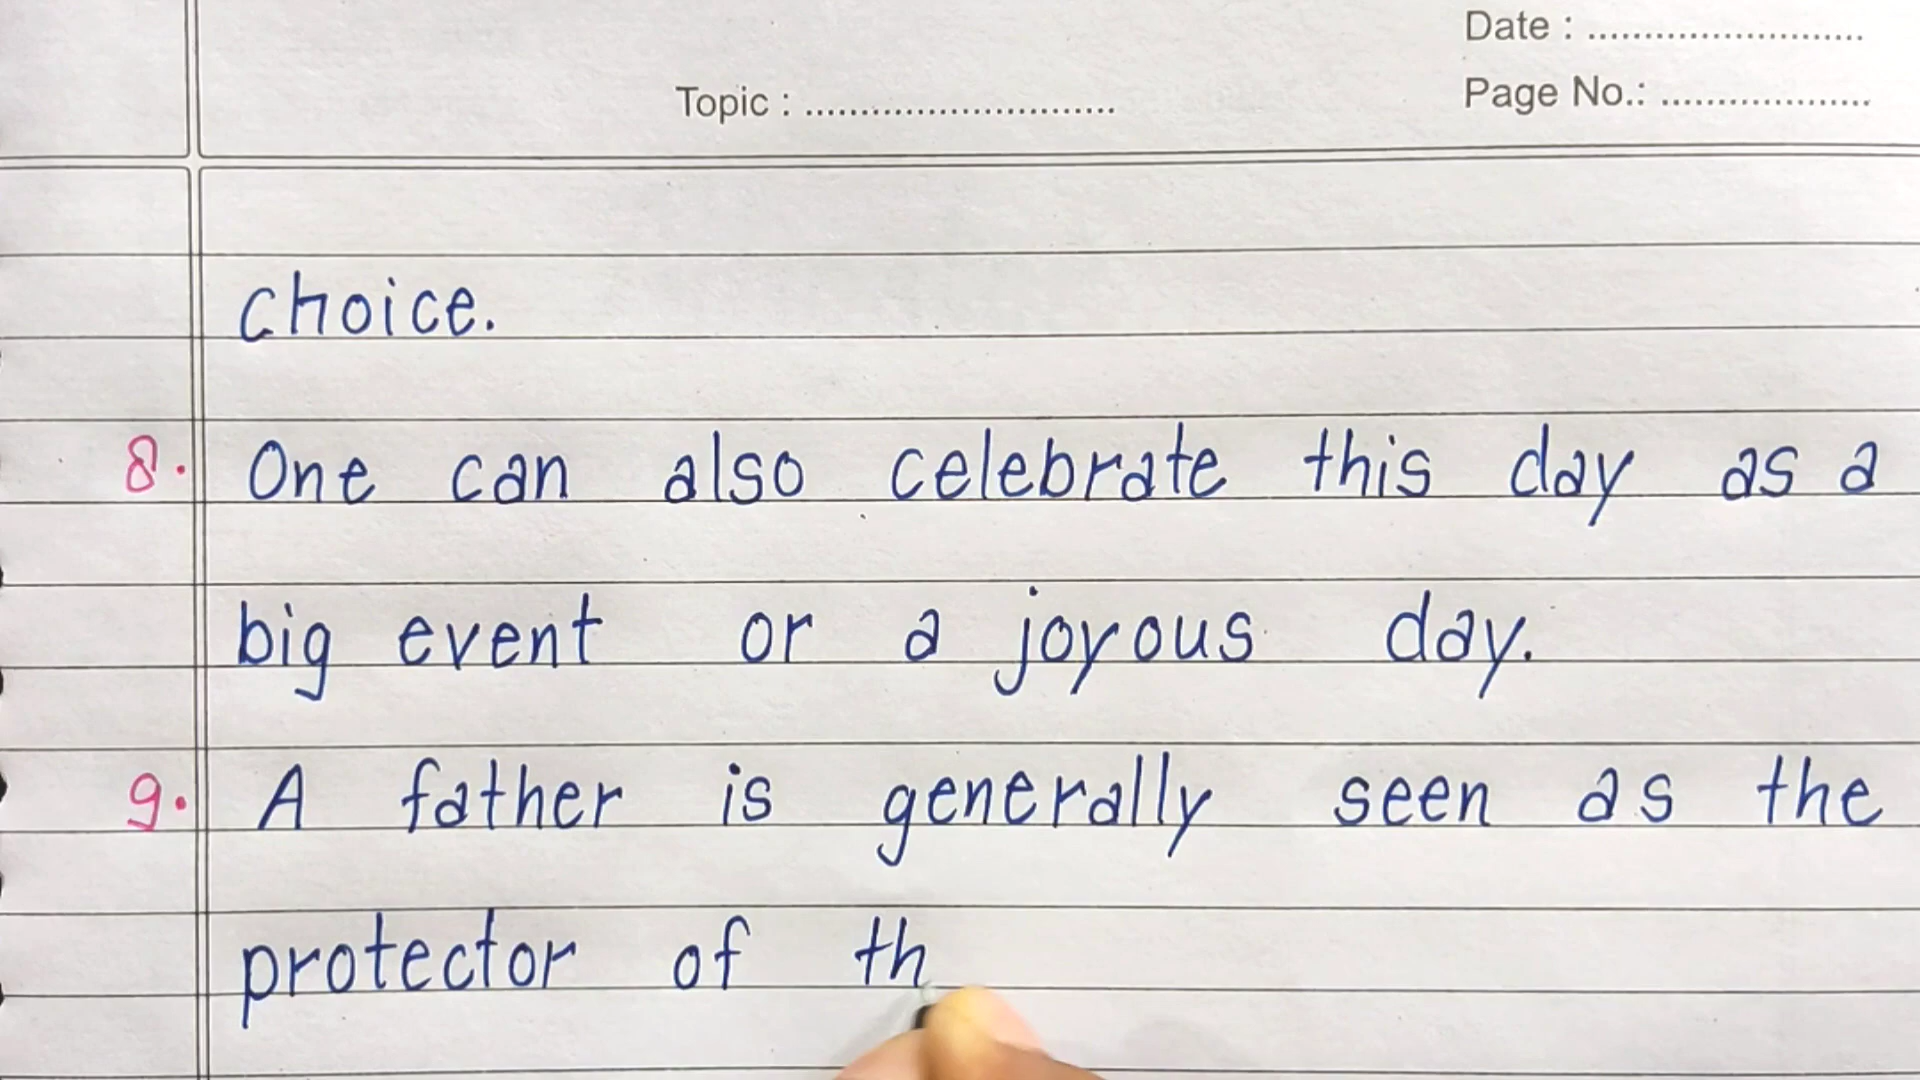 Date : ........................
Topic : ............................
Page No.: ...................
choice.
8. One can also celebrate this day as a
big event or a joyous day.
9. A father is generally seen as the
protector of th